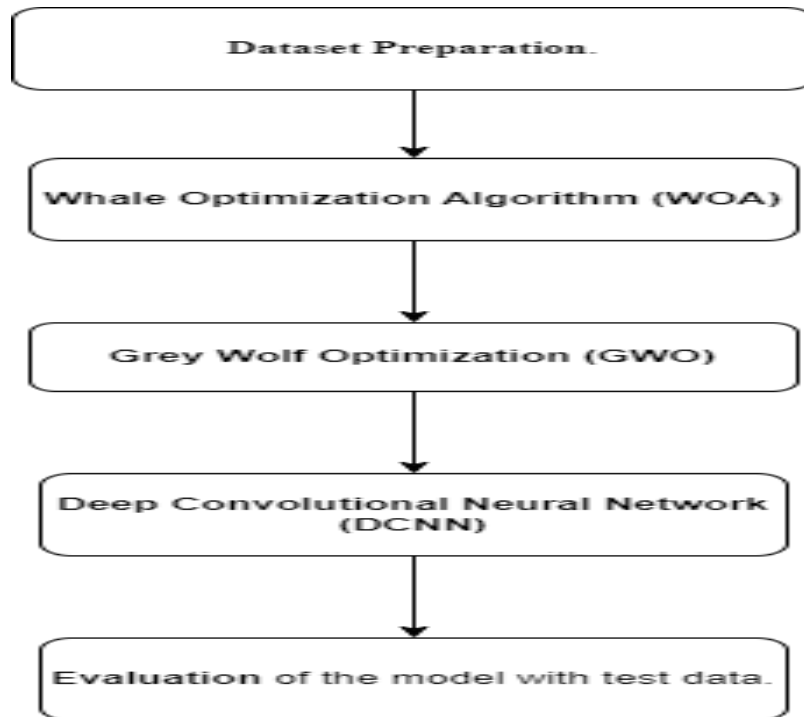 Dataset Preparation.
Whale Optimization Algorithm (WOA)
Grey Wolf Optimization (GWO)
Deep Convolutional Neural Network
(DCNN)
Evaluation of the model with test data.